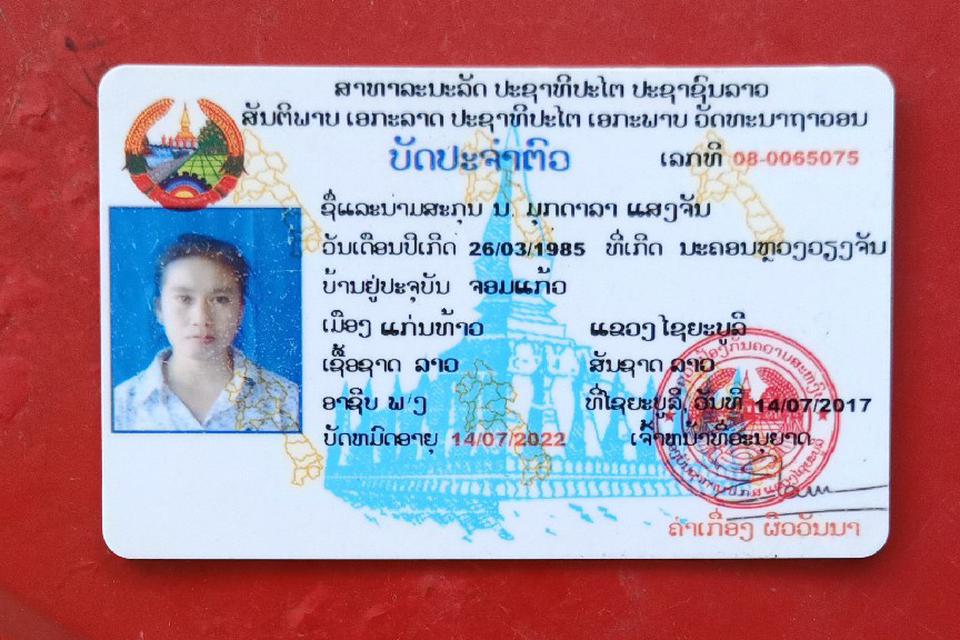 ສາທາລະນະລັດ ປະຊາທິປະໄຕ ປະຊາຊົນລາວ
ສັນຕິພາບ ເອກະລາດ ປະຊາທິປະໄຕ ເອກະພາບ ວັດທະນາຖາວອນ
ບັດປະຈຳຕົວ ເລກທີ 08-0065075
ຊື່ແລະນາມສະກຸນ ນ. ມຸກດາລາ ແສງຈັນ
ວັນເດືອນປີເກີດ 26/03/1985 ທີ່ເກີດ ນະຄອນຫຼວງວຽງຈັນ
ບ້ານຢູ່ປະຈຸບັນ ຈອມແກ້ວ
ເມືອງ ແກ່ນທ້າວ ແຂວງ ໄຊຍະບູລີ
ເຊື້ອຊາດ ລາວ ສັນຊາດ ລາວ
ອາຊີບ ພ/ງ ທີ່ໄຊຍະບູລີ, ວັນທີ 14/07/2017
ບັດໝົດອາຍຸ 14/07/2022 ເຈົ້າໜ້າທີ່ອະນຸຍາດ
ຄຳເກື່ອງ ຜິວວັນນາ